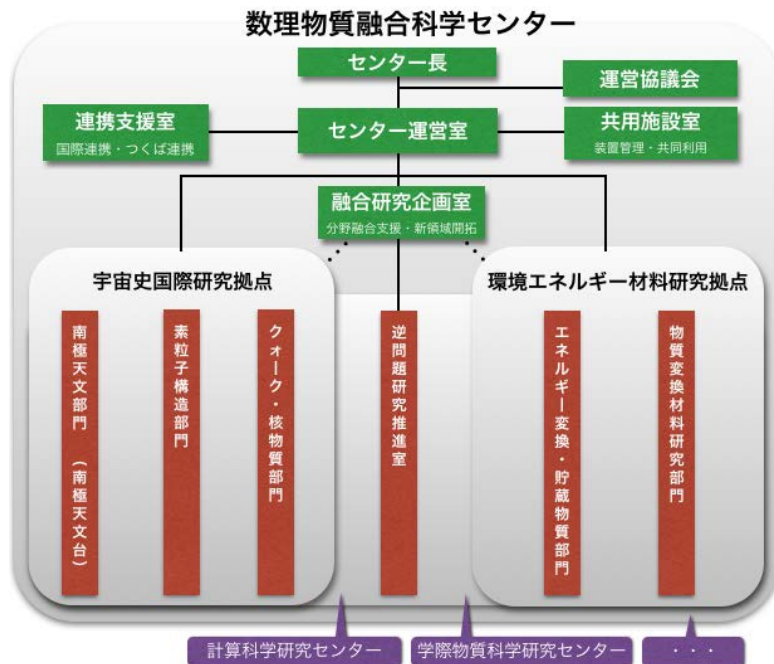 数理物質融合科学センター
センター長
運営協議会
連携支援室
国際連携・つくば連携
センター運営室
共用施設室
装置管理・共同利用
融合研究企画室
分野融合支援・新領域開拓
宇宙史国際研究拠点
環境エネルギー材料研究拠点
南極天文部門 （南極天文台）
素粒子構造部門
クォーク・核物質部門
逆問題研究推進室
エネルギー変換・貯蔵物質部門
物質変換材料研究部門
計算科学研究センター
学際物質科学研究センター
・・・